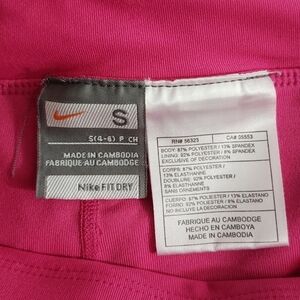 S
S(4-6) P CH
MADE IN CAMBODIA
FABRIQUÉ AU CAMBODGE
Nike FIT DRY
RN# 56323 CA# 05553
BODY: 87% POLYESTER / 13% SPANDEX
LINING: 92% POLYESTER / 8% SPANDEX
EXCLUSIVE OF DECORATION
CORPS: 87% POLYESTER /
13% ELASTHANNE
DOUBLURE: 92% POLYESTER /
8% ELASTHANNE
SANS ORNEMENTS
CUERPO: 87% POLIESTER / 13% ELASTANO
FORRO: 92% POLIESTER / 8% ELASTANO
NO INCLUYE LA DECORACION
FABRIQUE AU CAMBODGE
HECHO EN CAMBOYA
MADE IN CAMBODIA